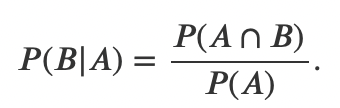 P(B|A) = P(A ∩ B) / P(A).